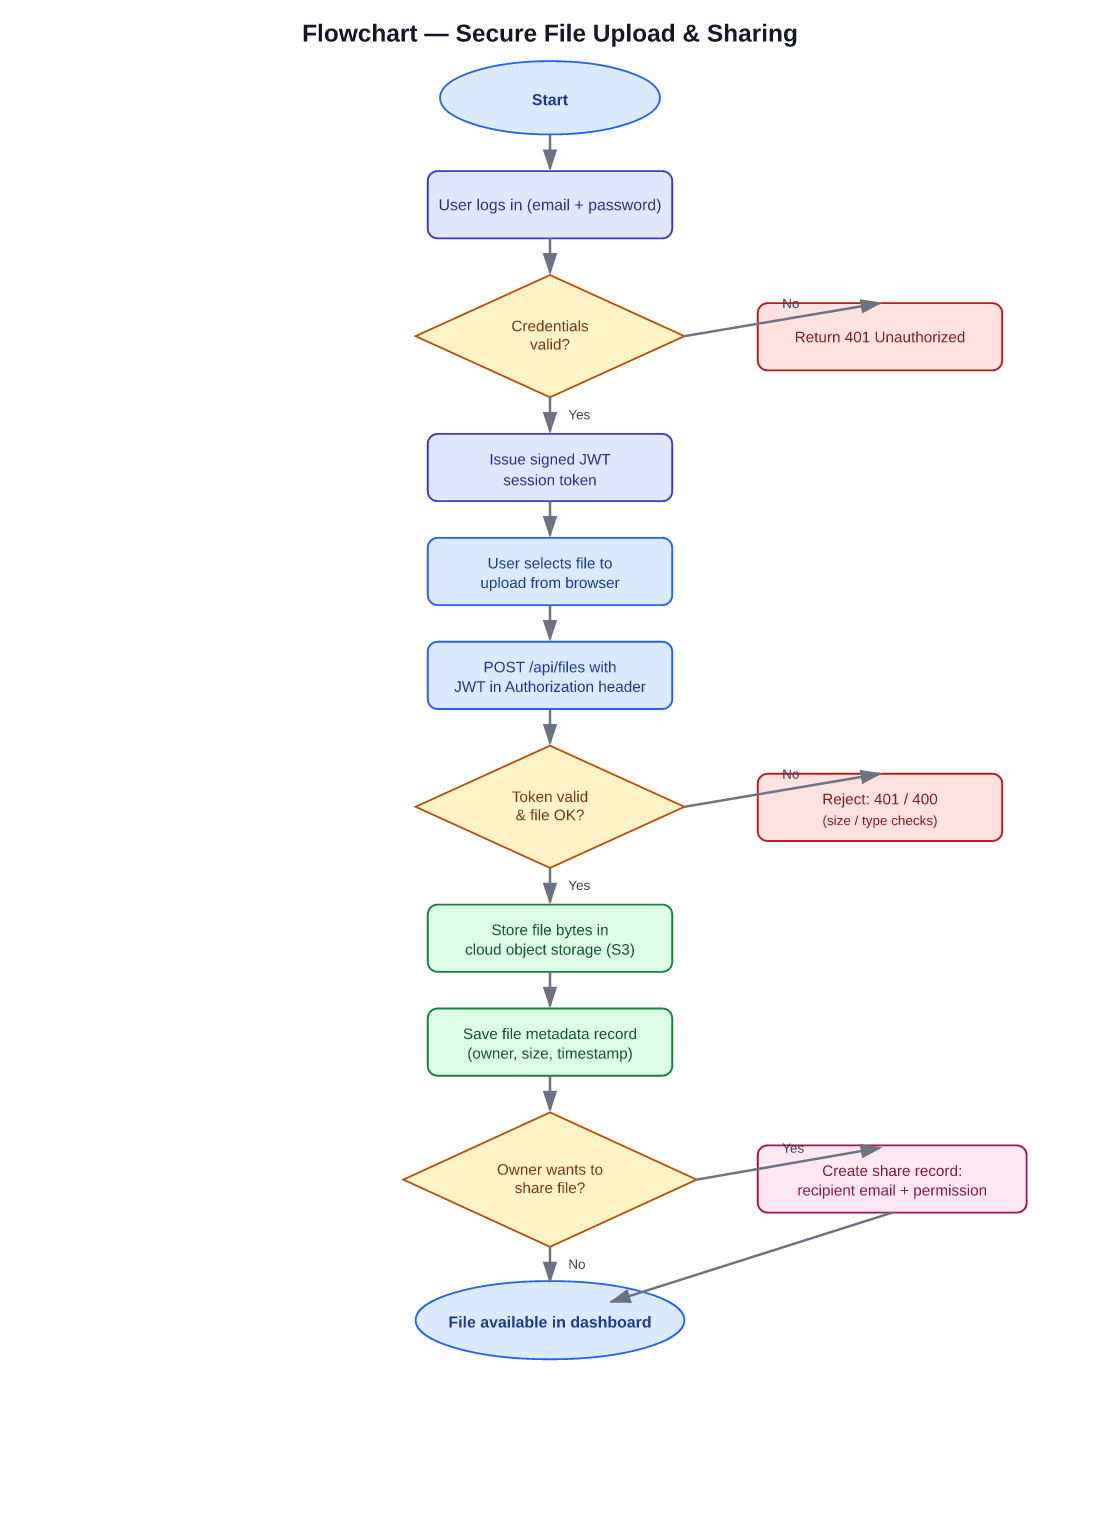 Flowchart — Secure File Upload & Sharing
Start
User logs in (email + password)
Credentials
valid?
No
Return 401 Unauthorized
Yes
Issue signed JWT
session token
User selects file to
upload from browser
POST /api/files with
JWT in Authorization header
Token valid
& file OK?
No
Reject: 401 / 400
(size / type checks)
Yes
Store file bytes in
cloud object storage (S3)
Save file metadata record
(owner, size, timestamp)
Owner wants to
share file?
Yes
Create share record:
recipient email + permission
No
File available in dashboard